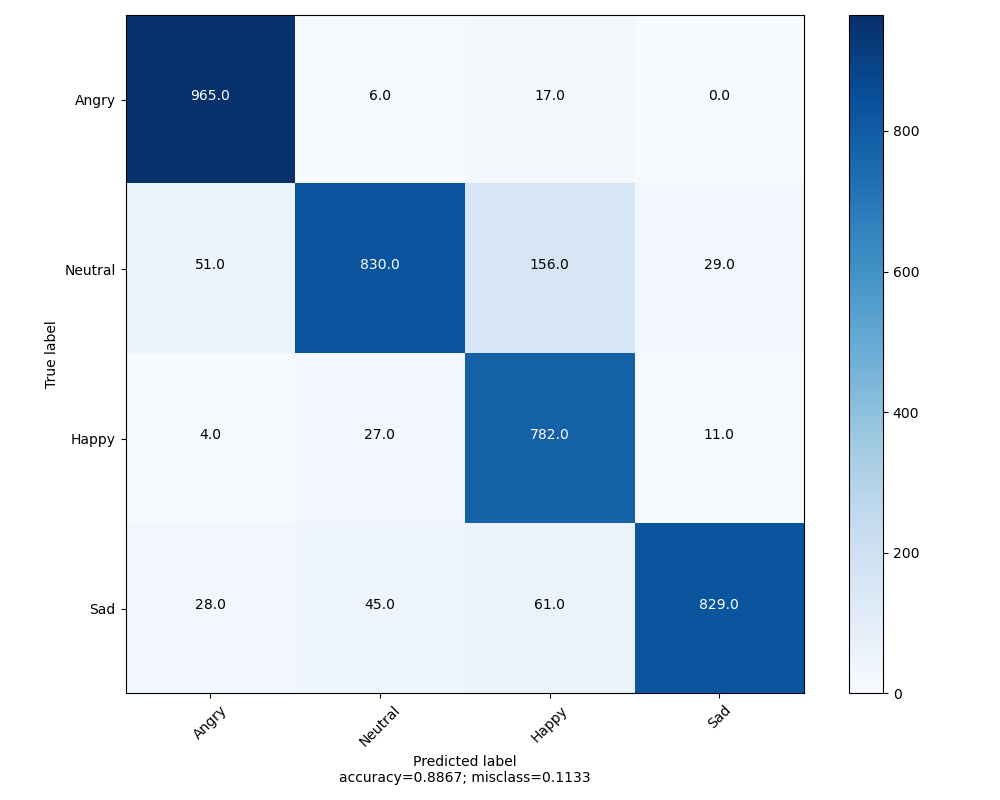 Angry 965.0 6.0 17.0 0.0
Neutral 51.0 830.0 156.0 29.0
Happy 4.0 27.0 782.0 11.0
Sad 28.0 45.0 61.0 829.0
True label
Angry Neutral Happy Sad
Predicted label
accuracy=0.8867; misclass=0.1133
800
600
400
200
0